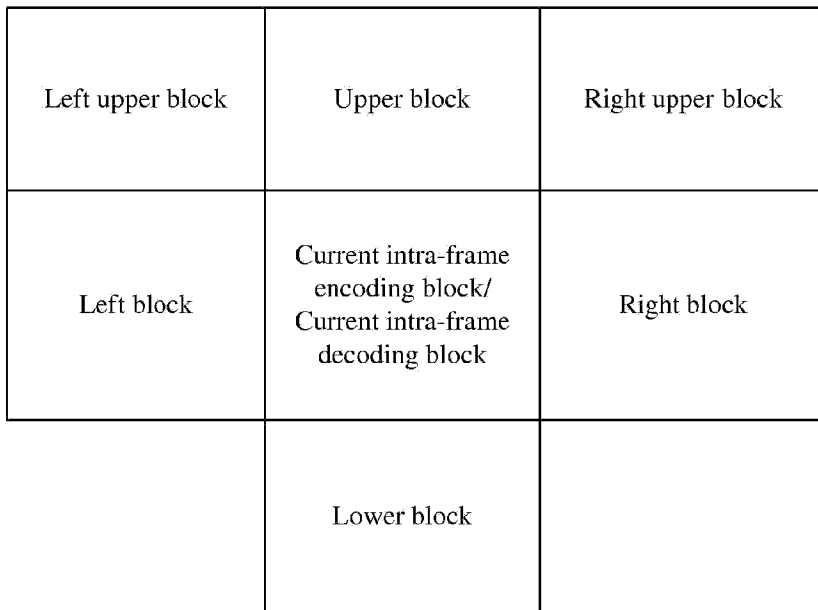 Left upper block
Upper block
Right upper block
Left block
Current intra-frame
encoding block/
Current intra-frame
decoding block
Right block
Lower block